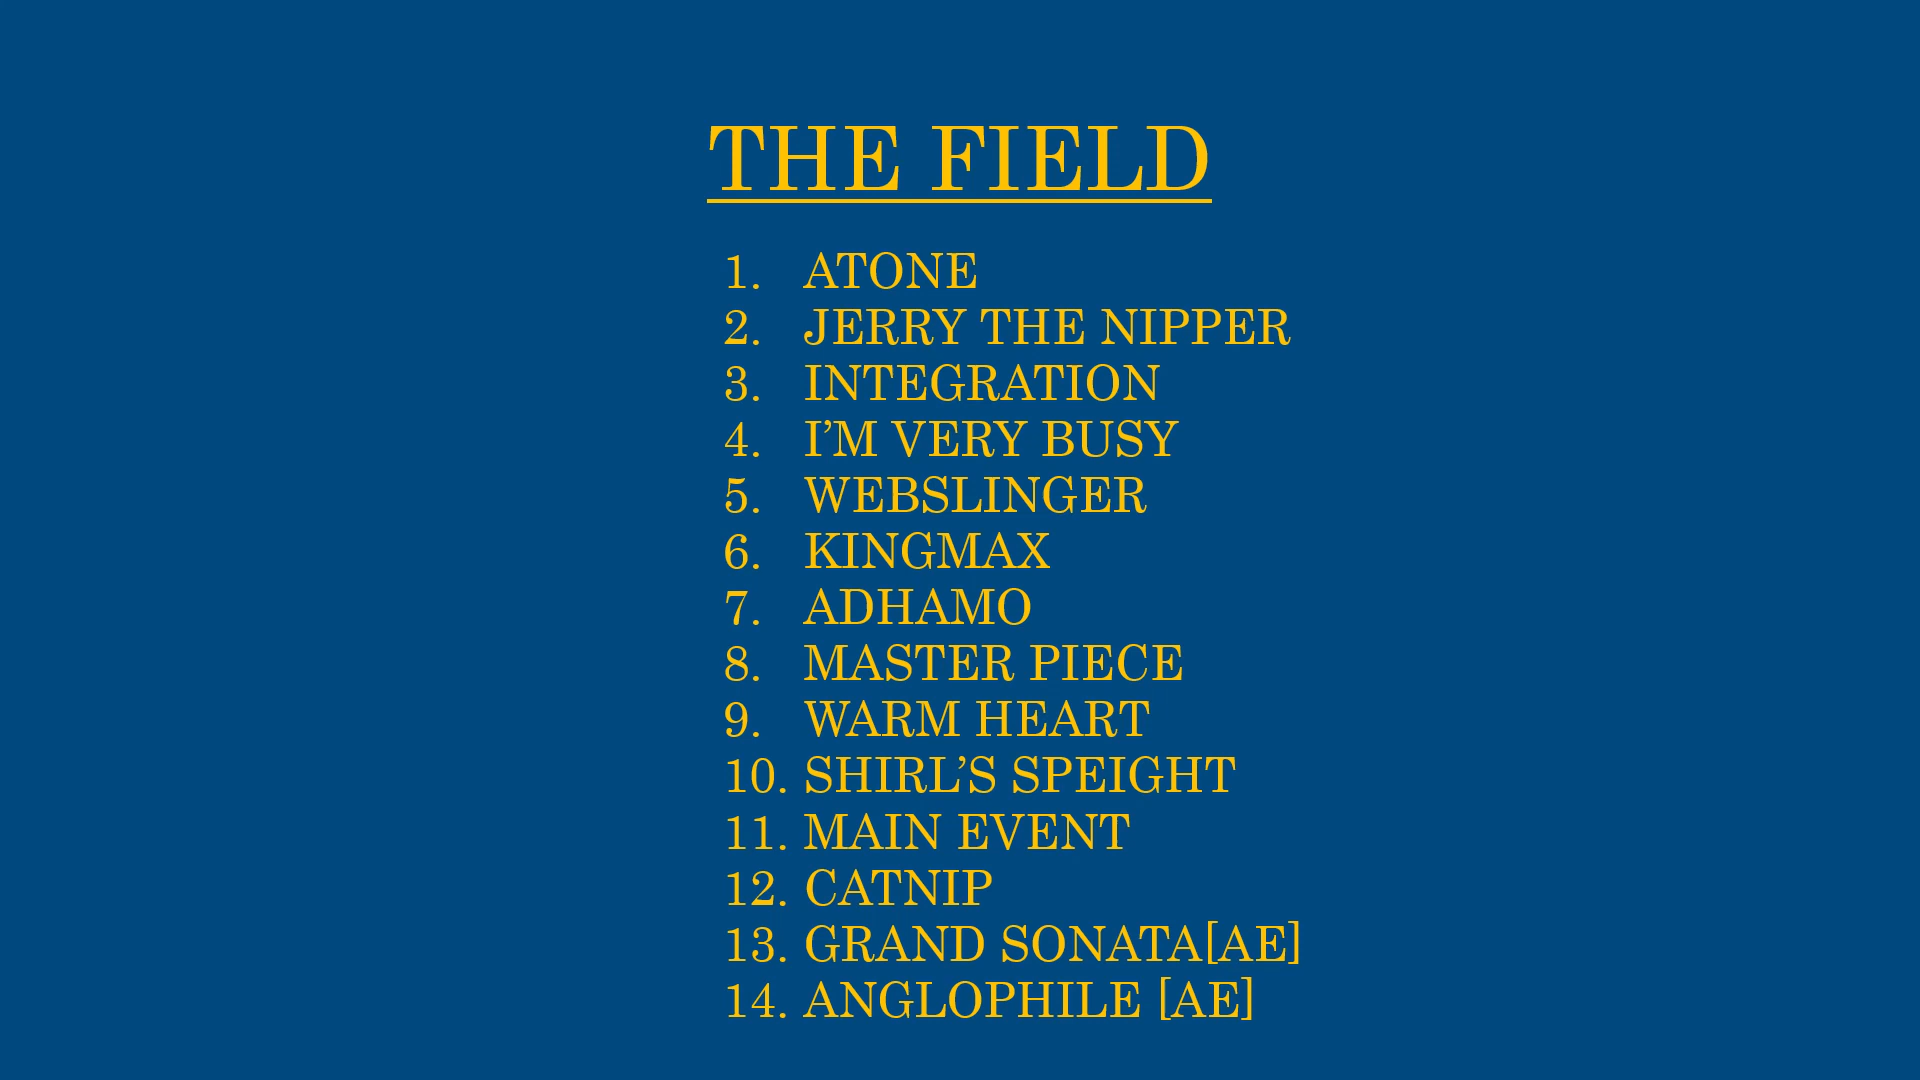 THE FIELD
1. ATONE
2. JERRY THE NIPPER
3. INTEGRATION
4. I’M VERY BUSY
5. WEBSLINGER
6. KINGMAX
7. ADHAMO
8. MASTER PIECE
9. WARM HEART
10. SHIRL’S SPEIGHT
11. MAIN EVENT
12. CATNIP
13. GRAND SONATA[AE]
14. ANGLOPHILE [AE]